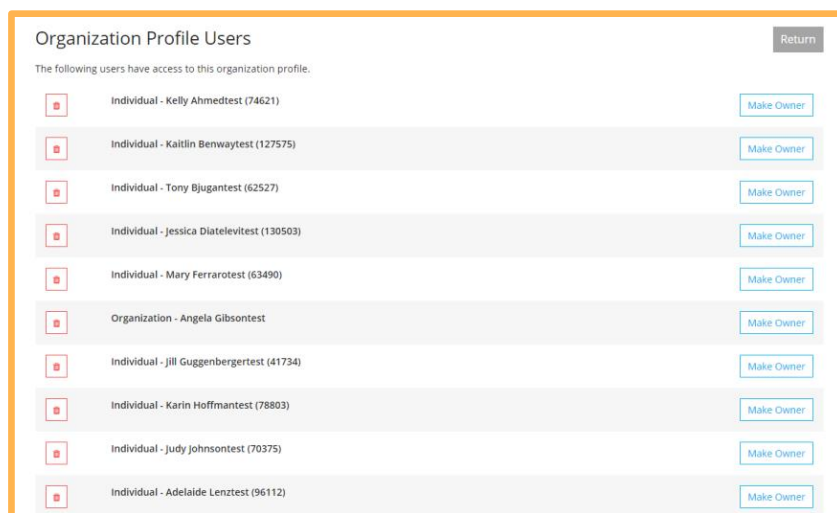 Organization Profile Users
Return
The following users have access to this organization profile.
Individual - Kelly Ahmedtest (74621)
Make Owner
Individual - Kaitlin Benwaytest (127575)
Make Owner
Individual - Tony Bjugantest (62527)
Make Owner
Individual - Jessica Diatelevitest (130503)
Make Owner
Individual - Mary Ferrarotest (63490)
Make Owner
Organization - Angela Gibsontest
Make Owner
Individual - Jill Guggenbergertest (41734)
Make Owner
Individual - Karin Hoffmantest (78803)
Make Owner
Individual - Judy Johnsontest (70375)
Make Owner
Individual - Adelaide Lenztest (96112)
Make Owner